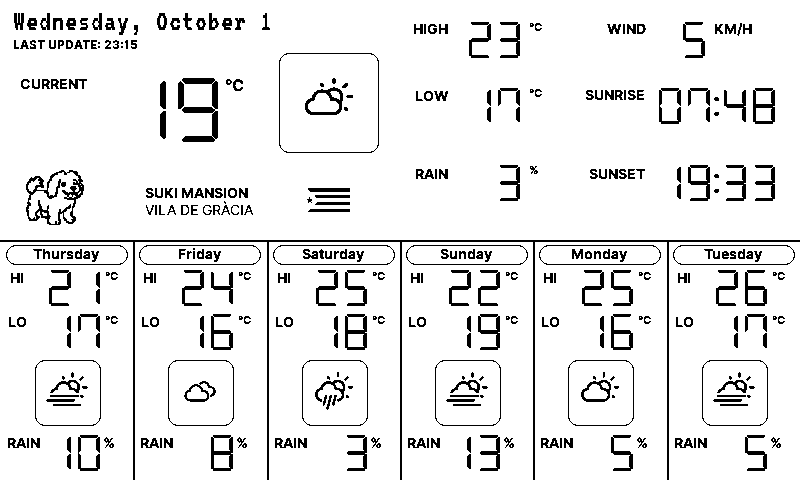 Wednesday, October 1
LAST UPDATE: 23:15
CURRENT 19 °C
SUKI MANSION
VILA DE GRÀCIA
HIGH 23 °C
WIND 5 KM/H
LOW 17 °C
SUNRISE 07:48
RAIN 3 %
SUNSET 19:33
Thursday
HI 21 °C
LO 17 °C
RAIN 10 %
Friday
HI 24 °C
LO 16 °C
RAIN 8 %
Saturday
HI 25 °C
LO 18 °C
RAIN 3 %
Sunday
HI 22 °C
LO 19 °C
RAIN 13 %
Monday
HI 25 °C
LO 16 °C
RAIN 5 %
Tuesday
HI 26 °C
LO 17 °C
RAIN 5 %